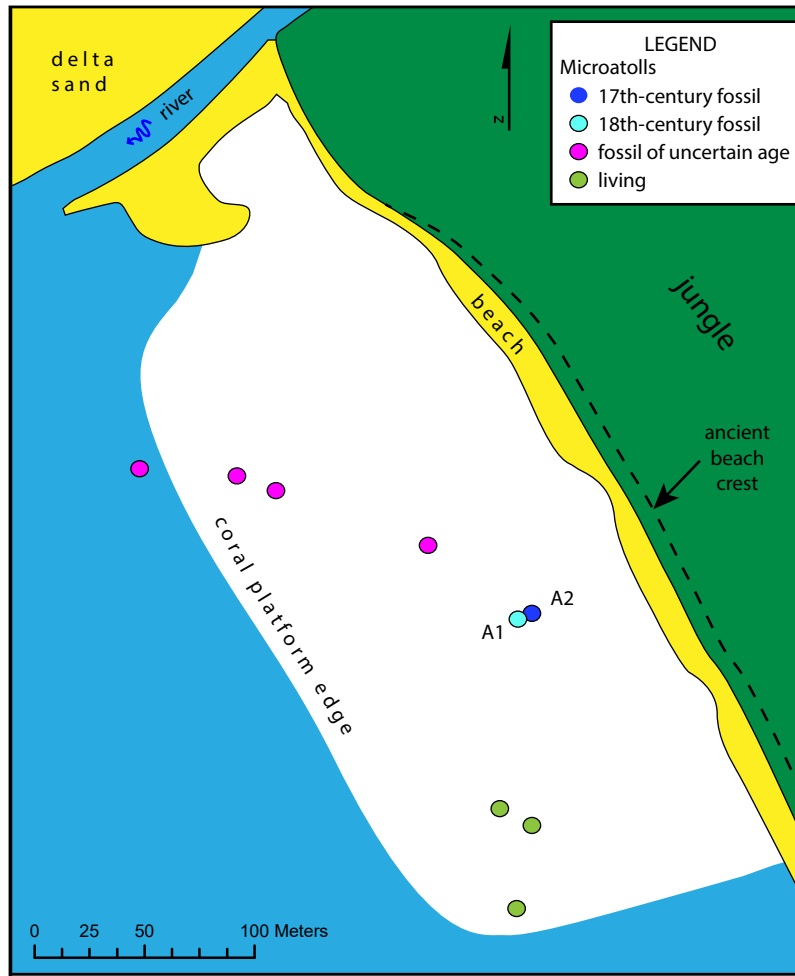 delta
sand
river
LEGEND
Microatolls
17th-century fossil
18th-century fossil
fossil of uncertain age
living
z
beach
jungle
ancient
beach
crest
coral platform edge
A2
A1
0 25 50 100 Meters